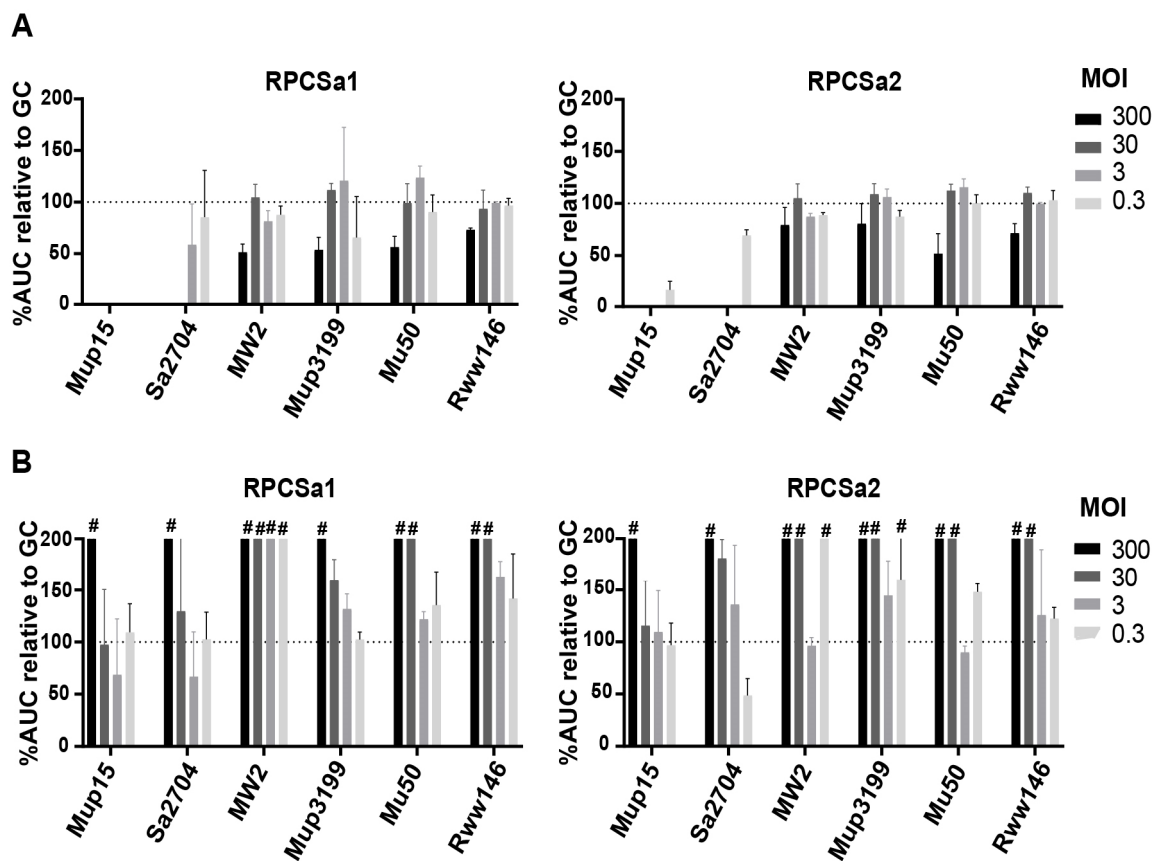 A
RPCSa1
RPCSa2
MOI
300
30
3
0.3
%AUC relative to GC
200
150
100
50
0
Mup15
Sa2704
MW2
Mup3199
Mu50
Rww146
%AUC relative to GC
200
150
100
50
0
Mup15
Sa2704
MW2
Mup3199
Mu50
Rww146
B
RPCSa1
RPCSa2
MOI
300
30
3
0.3
%AUC relative to GC
200
150
100
50
0
# # # # # # # # # # #
Mup15
Sa2704
MW2
Mup3199
Mu50
Rww146
%AUC relative to GC
200
150
100
50
0
# # # # # # # # # # # #
Mup15
Sa2704
MW2
Mup3199
Mu50
Rww146